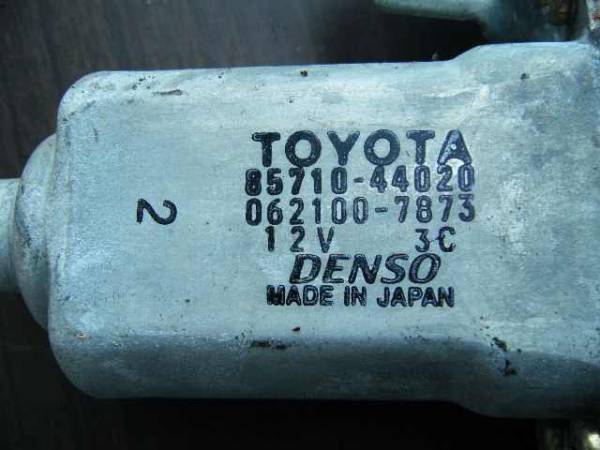 TOYOTA
85710-44020
062100-7873
12V 3C
DENSO
MADE IN JAPAN
2